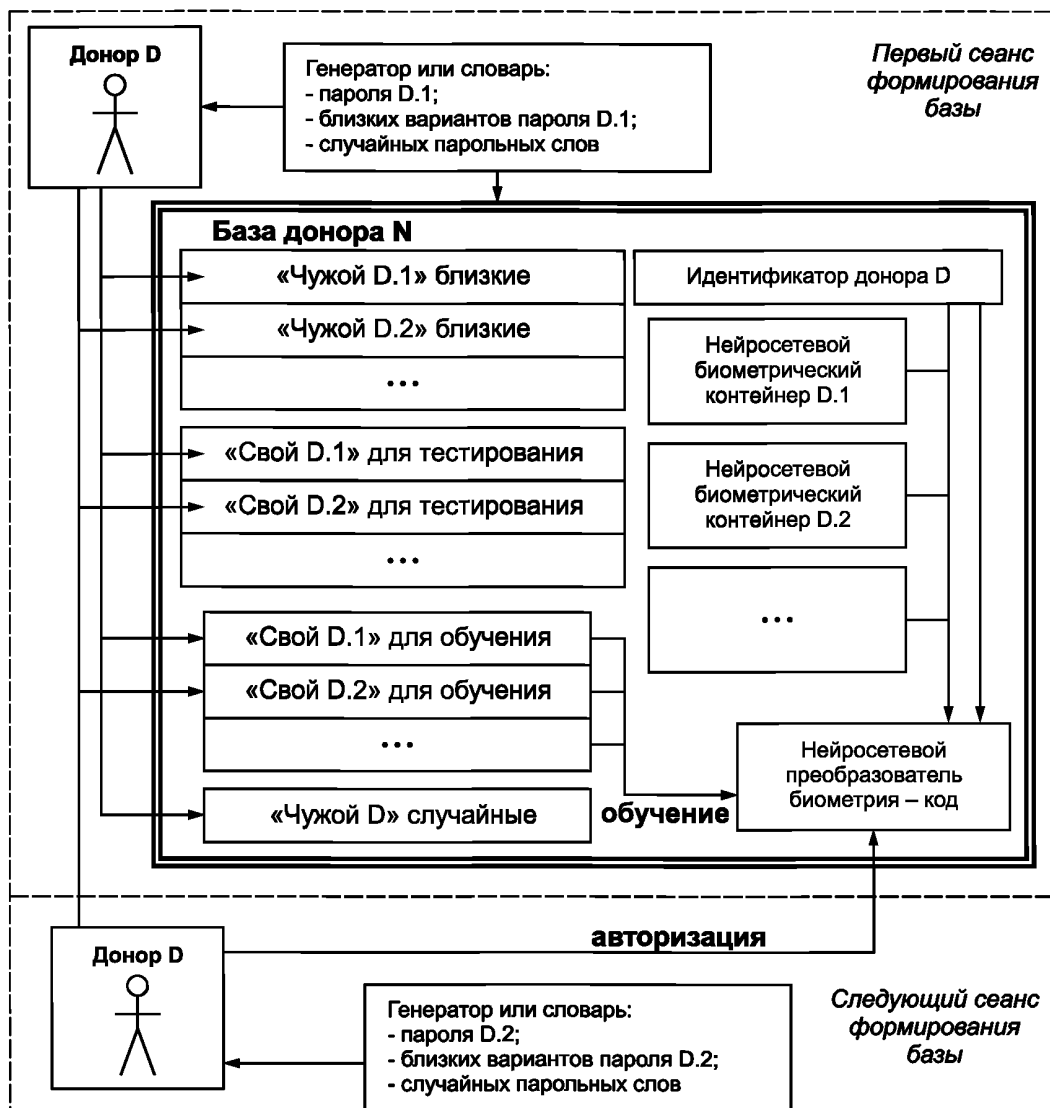 Донор D
Генератор или словарь:
- пароля D.1;
- близких вариантов пароля D.1;
- случайных парольных слов
Первый сеанс
формирования
базы
База донора N
«Чужой D.1» близкие
«Чужой D.2» близкие
...
«Свой D.1» для тестирования
«Свой D.2» для тестирования
...
«Свой D.1» для обучения
«Свой D.2» для обучения
...
«Чужой D» случайные
Идентификатор донора D
Нейросетевой
биометрический
контейнер D.1
Нейросетевой
биометрический
контейнер D.2
...
Нейросетевой
преобразователь
биометрия – код
обучение
авторизация
Донор D
Генератор или словарь:
- пароля D.2;
- близких вариантов пароля D.2;
- случайных парольных слов
Следующий сеанс
формирования
базы